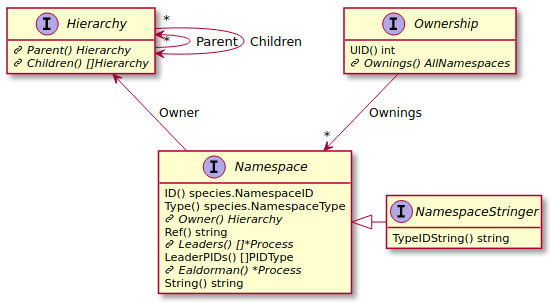 I Hierarchy
Parent() Hierarchy
Children() []Hierarchy
*
*
Parent
Children
I Ownership
UID() int
Ownings() AllNamespaces
Owner
Ownings
*
I Namespace
ID() species.NamespaceID
Type() species.NamespaceType
Owner() Hierarchy
Ref() string
Leaders() []*Process
LeaderPIDs() []PIDType
Ealdorman() *Process
String() string
I NamespaceStringer
TypeIDString() string